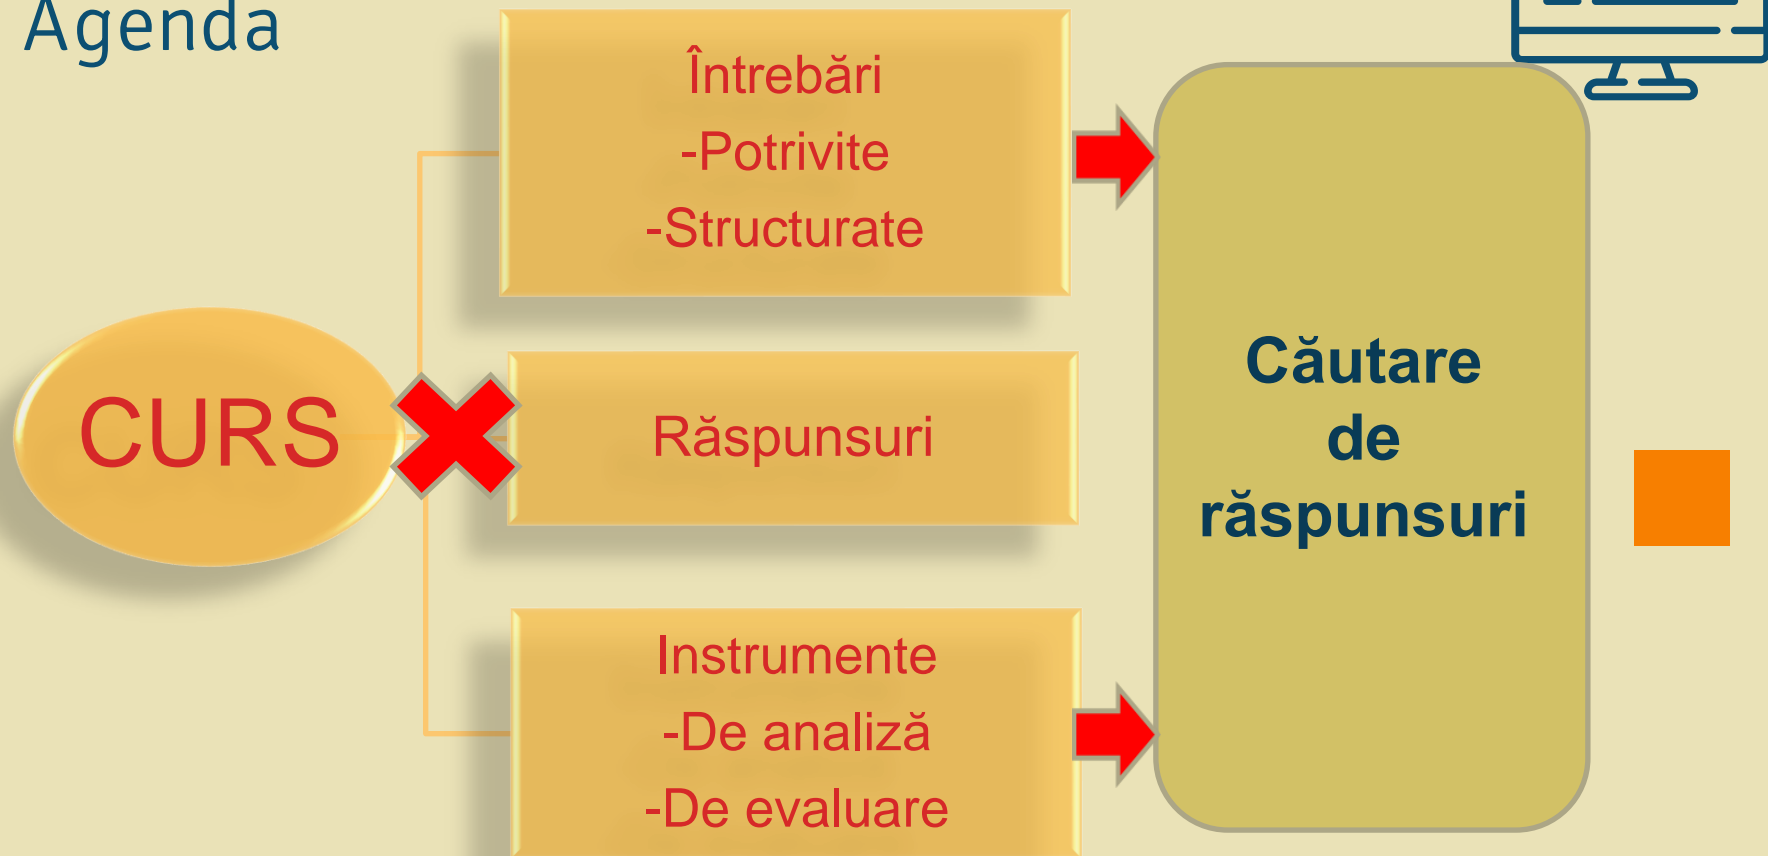 Agenda
Întrebări
-Potrivite
-Structurate
CURS
Răspunsuri
Instrumente
-De analiză
-De evaluare
Căutare
de
răspunsuri